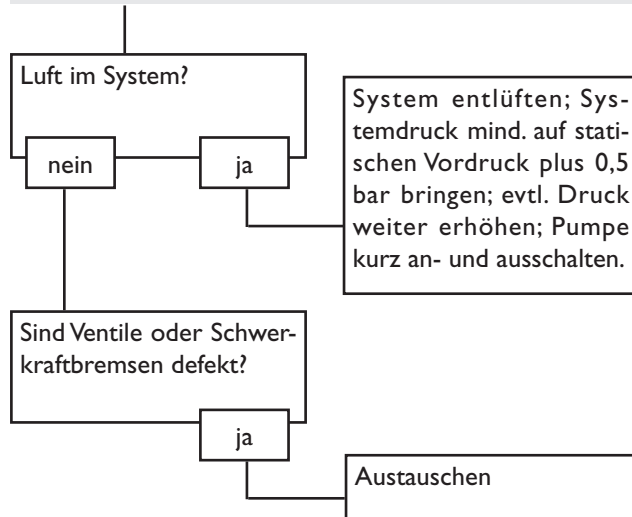 Luft im System?
nein
ja
System entlüften; Sys-
temdruck mind. auf stati-
schen Vordruck plus 0,5
bar bringen; evtl. Druck
weiter erhöhen; Pumpe
kurz an- und ausschalten.
Sind Ventile oder Schwer-
kraftbremsen defekt?
ja
Austauschen